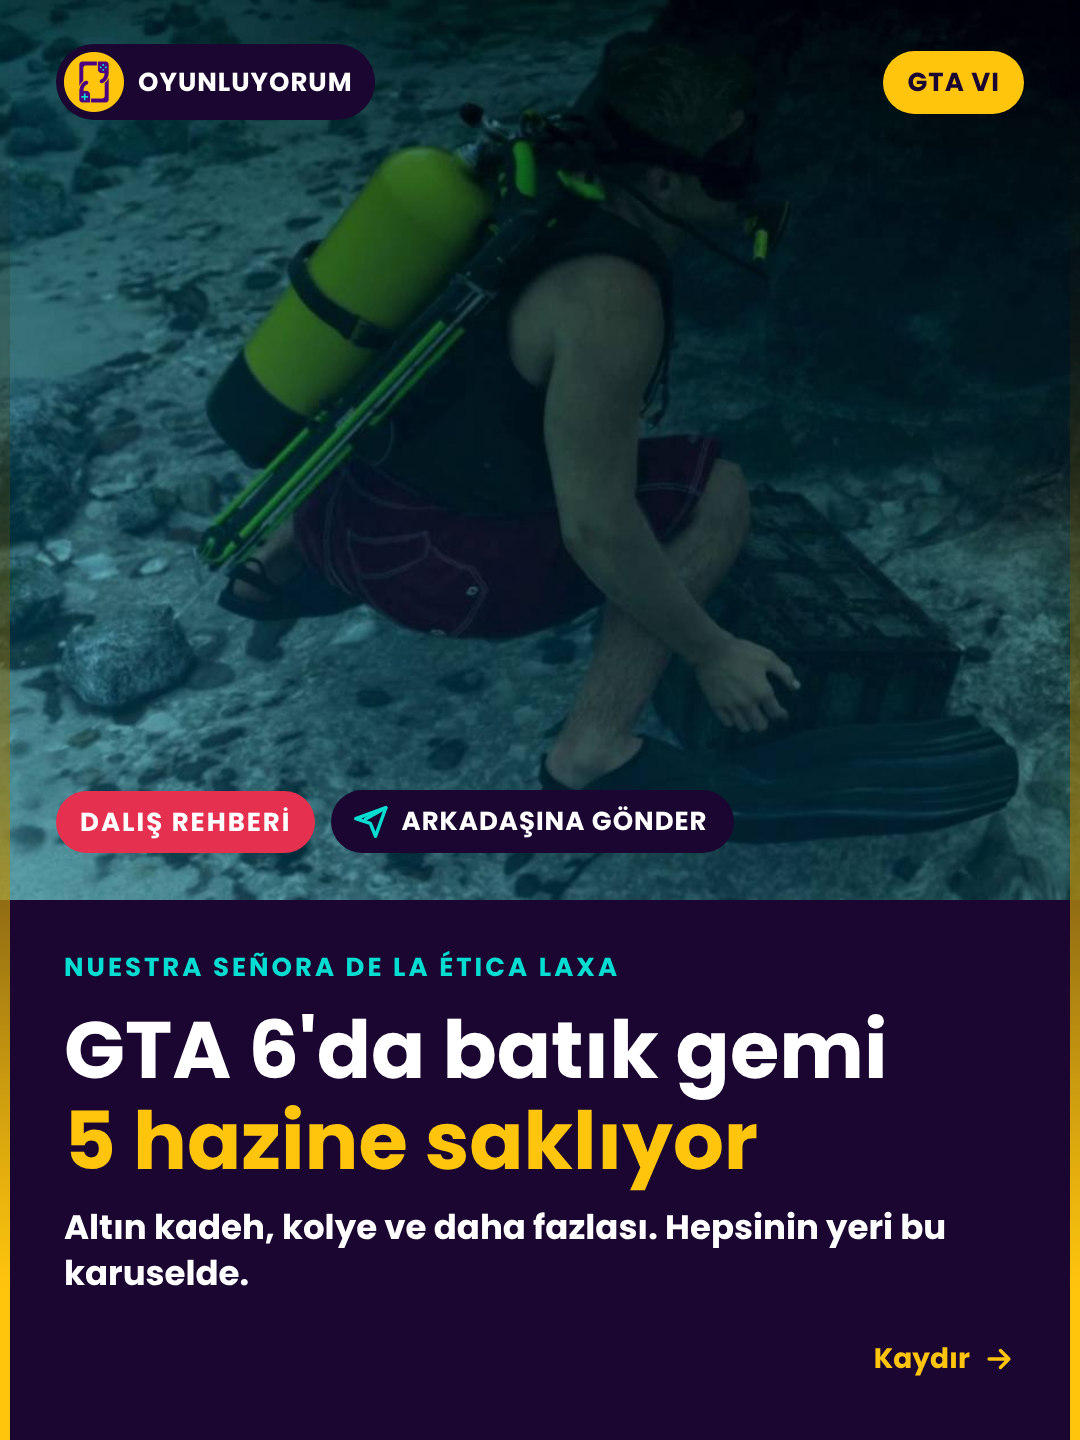 OYUNLUYORUM
GTA VI
DALIŞ REHBERİ
ARKADAŞINA GÖNDER
NUESTRA SEÑORA DE LA ÉTICA LAXA
GTA 6'da batık gemi
5 hazine saklıyor
Altın kadeh, kolye ve daha fazlası. Hepsinin yeri bu
karuselde.
Kaydır →